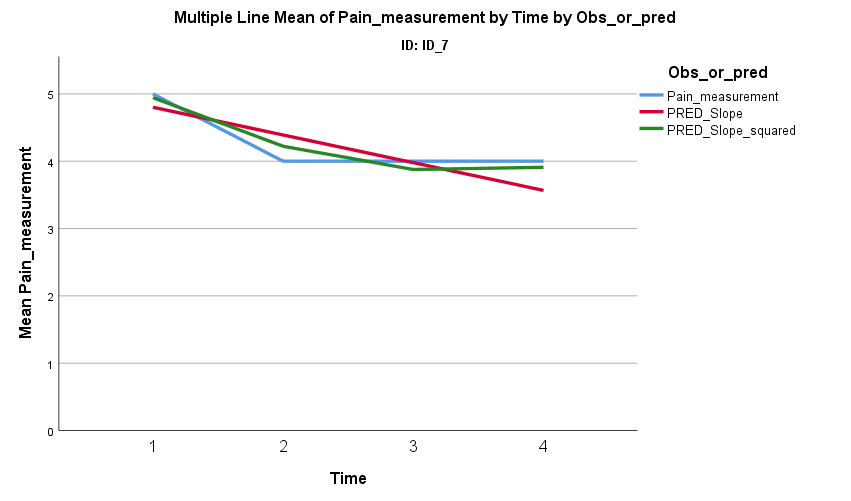 Multiple Line Mean of Pain_measurement by Time by Obs_or_pred
ID: ID_7
Obs_or_pred
Pain_measurement
PRED_Slope
PRED_Slope_squared
Mean Pain_measurement
5
4
3
2
1
0
1 2 3 4
Time